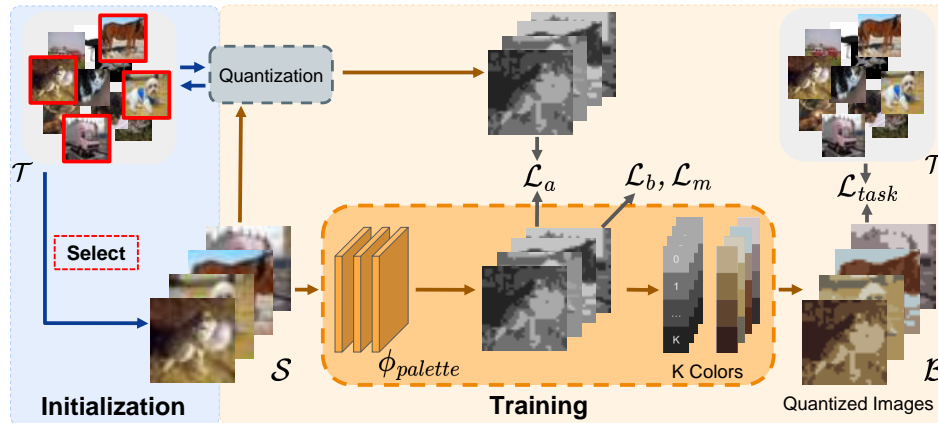 Quantization
𝒯
𝒯
ℒ_a
ℒ_b, ℒ_m
ℒ_task
Select
0
1
...
K
𝒮
ϕ_palette
K Colors
ℬ
Initialization
Training
Quantized Images